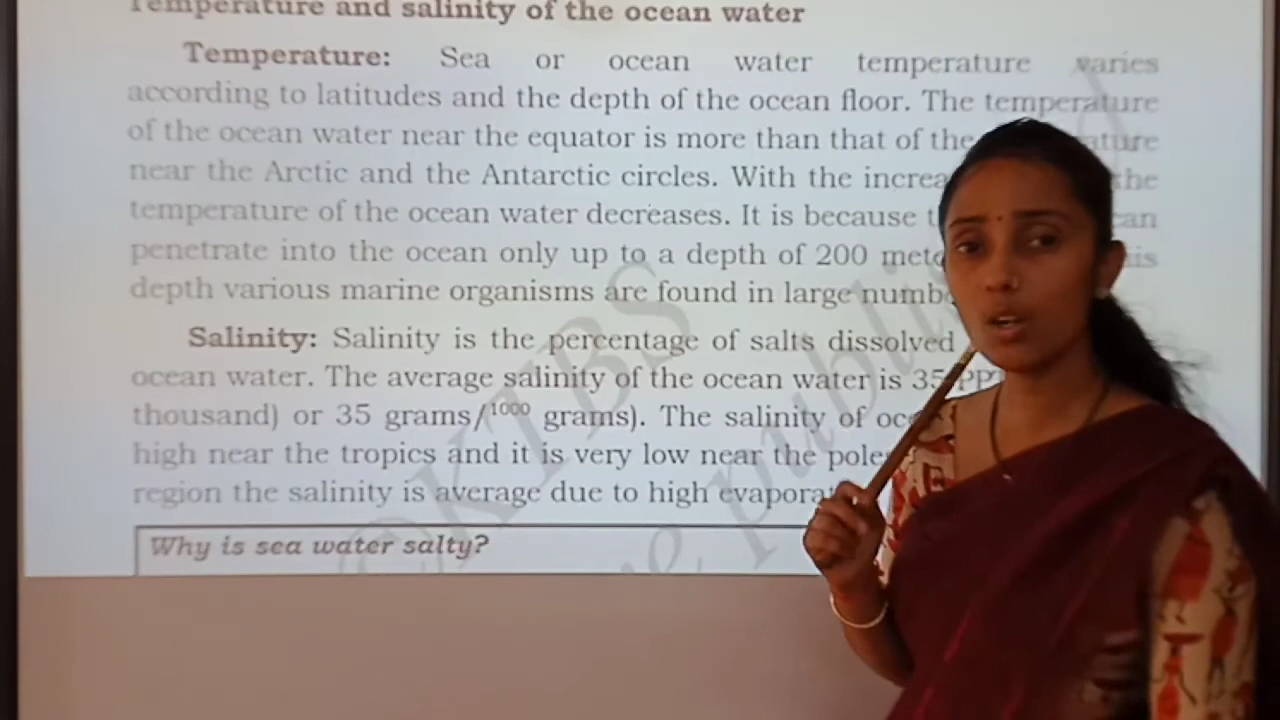 Temperature and salinity of the ocean water
Temperature: Sea or ocean water temperature varies
according to latitudes and the depth of the ocean floor. The temperature
of the ocean water near the equator is more than that of the
near the Arctic and the Antarctic circles. With the the
temperature of the ocean water decreases. It is because
penetrate into the ocean only up to a depth of 200
depth various marine organisms are found in large
Salinity: Salinity is the percentage of salts dissolved
ocean water. The average salinity of the ocean water is 35
thousand) or 35 grams/1000 grams). The salinity of
high near the tropics and it is very low near the
region the salinity is average due to high
Why is sea water salty?
©KTBS